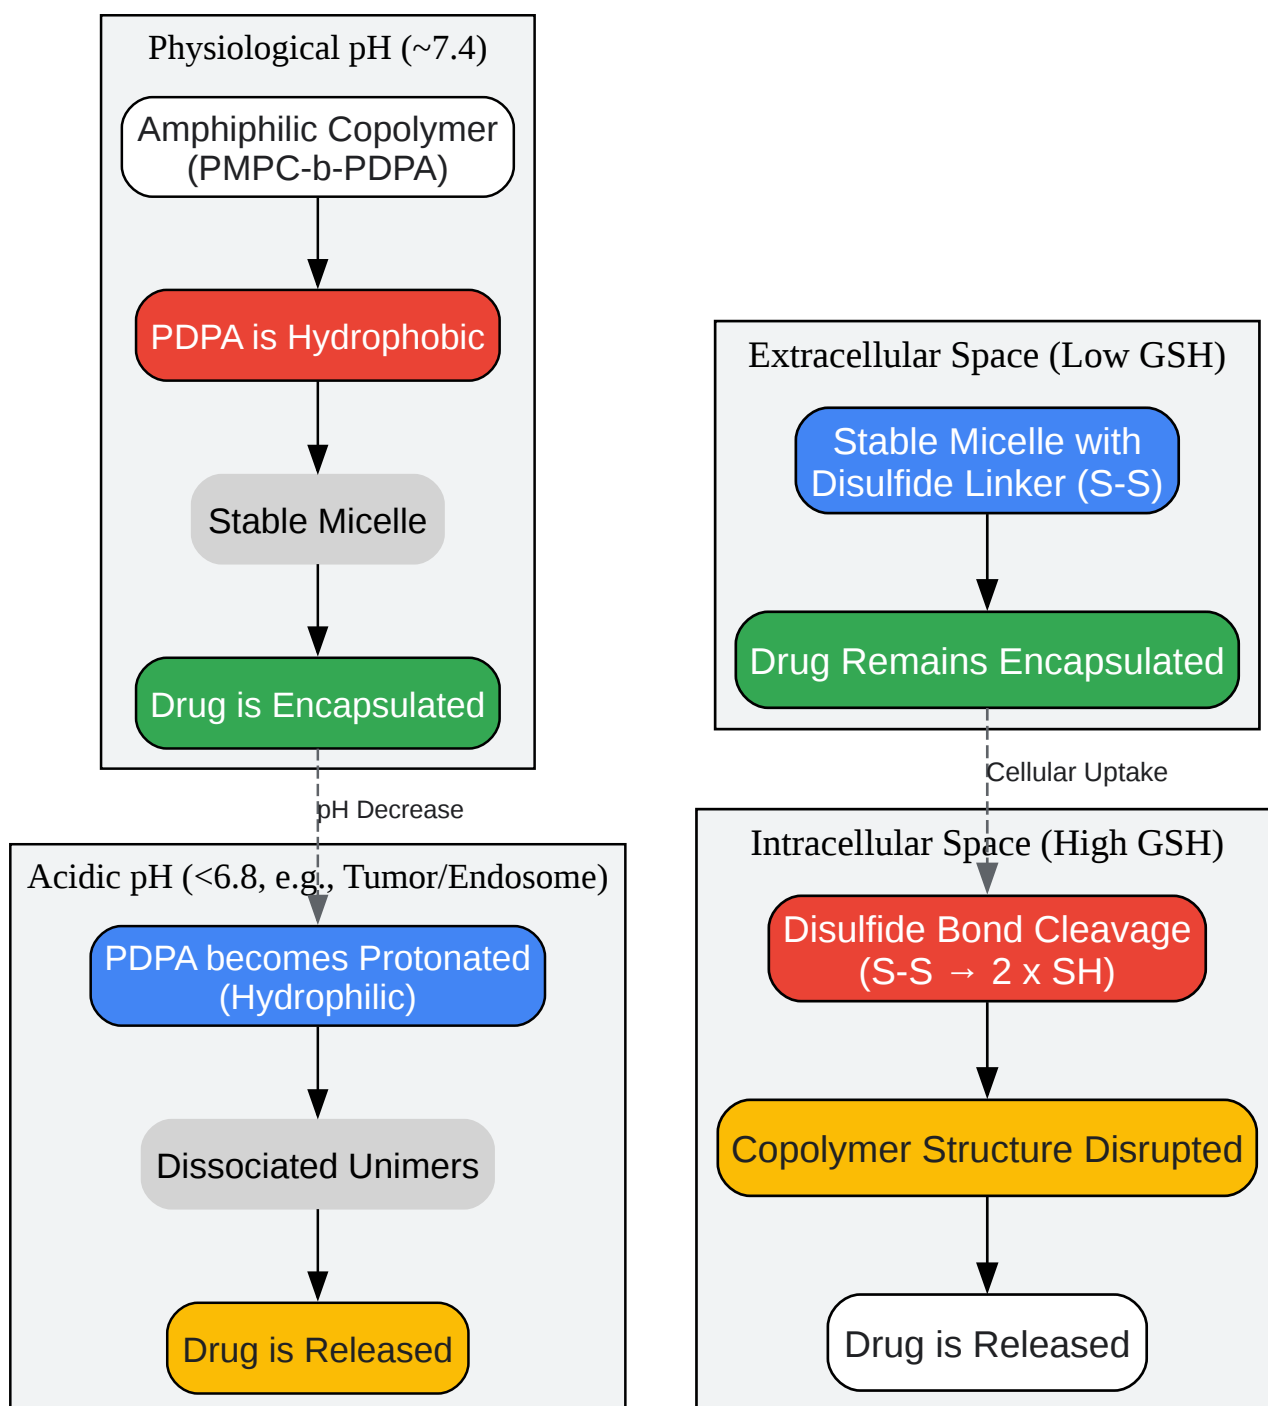 Physiological pH (~7.4)
Amphiphilic Copolymer
(PMPC-b-PDPA)
PDPA is Hydrophobic
Stable Micelle
Drug is Encapsulated
pH Decrease
Acidic pH (<6.8, e.g., Tumor/Endosome)
PDPA becomes Protonated
(Hydrophilic)
Dissociated Unimers
Drug is Released
Extracellular Space (Low GSH)
Stable Micelle with
Disulfide Linker (S-S)
Drug Remains Encapsulated
Cellular Uptake
Intracellular Space (High GSH)
Disulfide Bond Cleavage
(S-S → 2 x SH)
Copolymer Structure Disrupted
Drug is Released